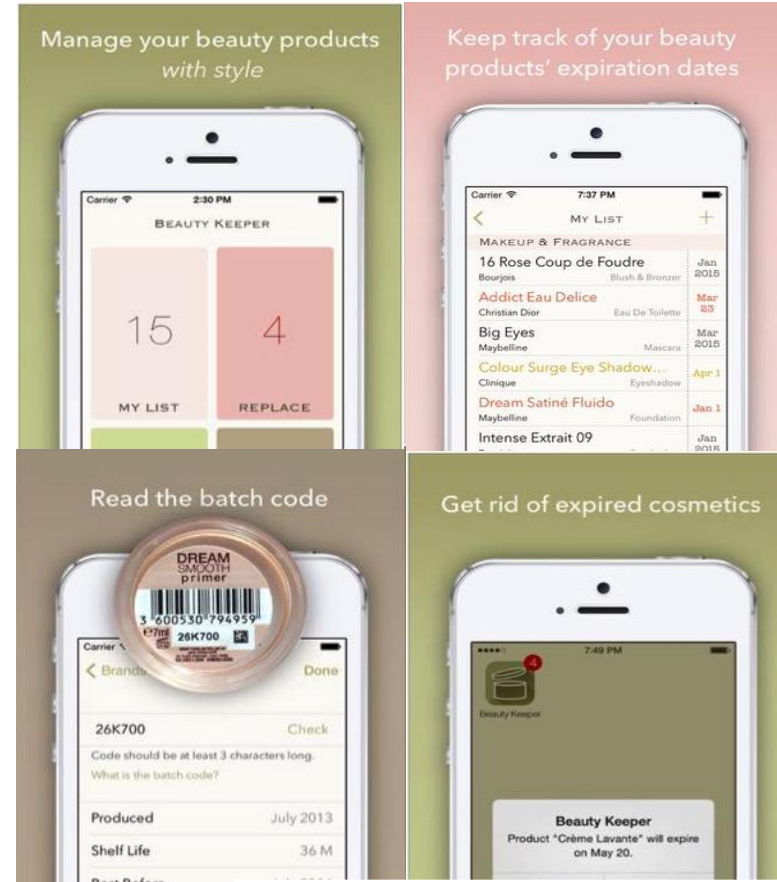 Manage your beauty products
with style
Carrier 2:30 PM
BEAUTY KEEPER
15
4
MY LIST
REPLACE
Keep track of your beauty
products' expiration dates
Carrier 7:37 PM
MY LIST
MAKEUP & FRAGRANCE
16 Rose Coup de Foudre
Bourjois Blush & Bronzer
Jan
2015
Addict Eau Delice
Christian Dior Eau De Toilette
Mar
23
Big Eyes
Maybelline Mascara
Mar
2015
Colour Surge Eye Shadow...
Clinique Eyeshadow
Apr 1
Dream Satiné Fluido
Maybelline Foundation
Jan 1
Intense Extrait 09
Jan
2015
Read the batch code
DREAM
SMOOTH
primer
3 600530 794959
e7ml
26K700
Carrier
Brands Done
26K700 Check
Code should be at least 3 characters long.
What is the batch code?
Produced July 2013
Shelf Life 36 M
Get rid of expired cosmetics
7:49 PM
4
Beauty Keeper
Beauty Keeper
Product "Crème Lavante" will expire
on May 20.